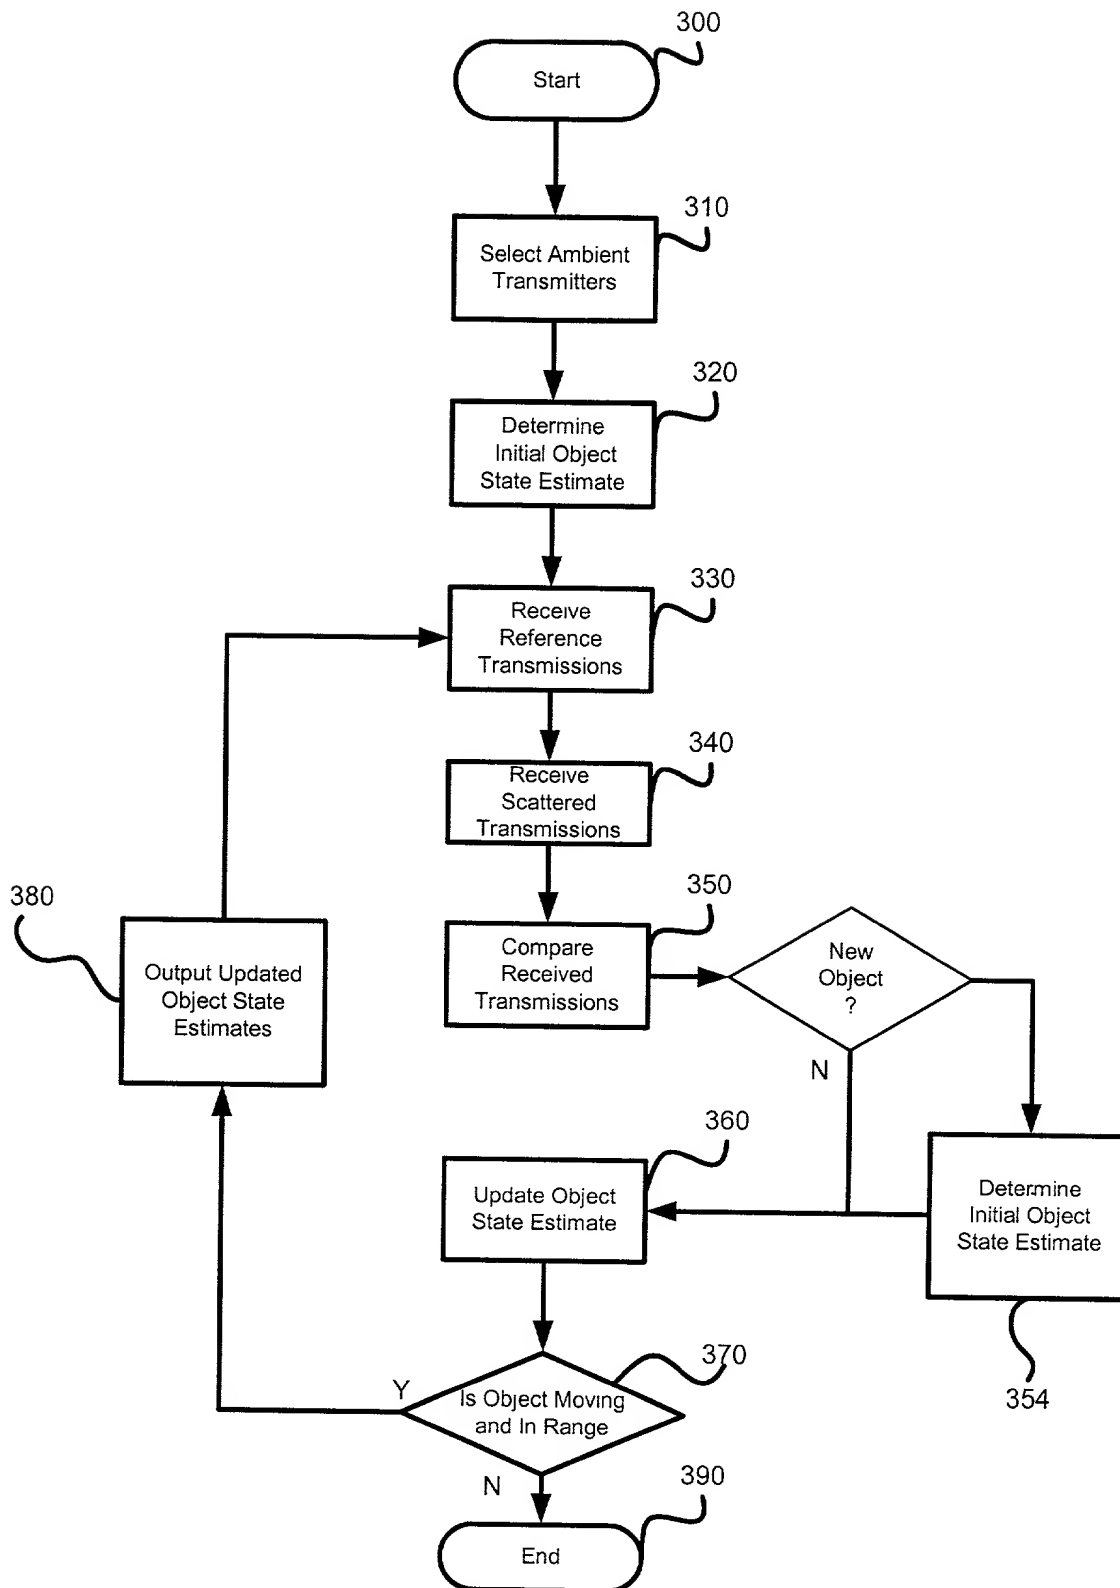 300
Start
310
Select Ambient
Transmitters
320
Determine
Initial Object
State Estimate
330
Receive
Reference
Transmissions
340
Receive
Scattered
Transmissions
350
Compare
Received
Transmissions
New
Object
?
N
380
Output Updated
Object State
Estimates
360
Update Object
State Estimate
Determine
Initial Object
State Estimate
354
370
Y
Is Object Moving
and In Range
N
390
End